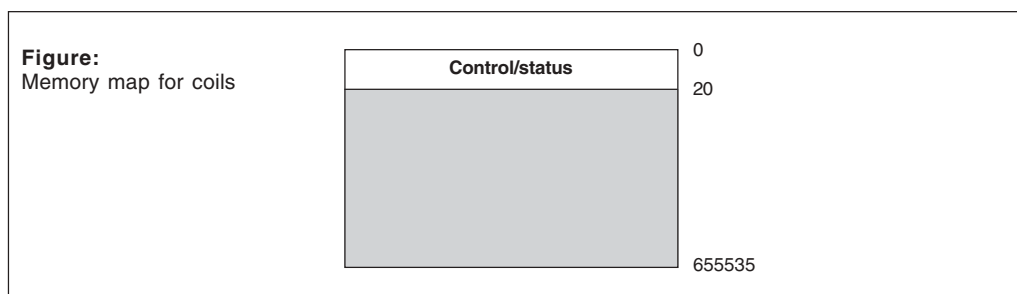 Figure:
Memory map for coils
Control/status
0
20
655535